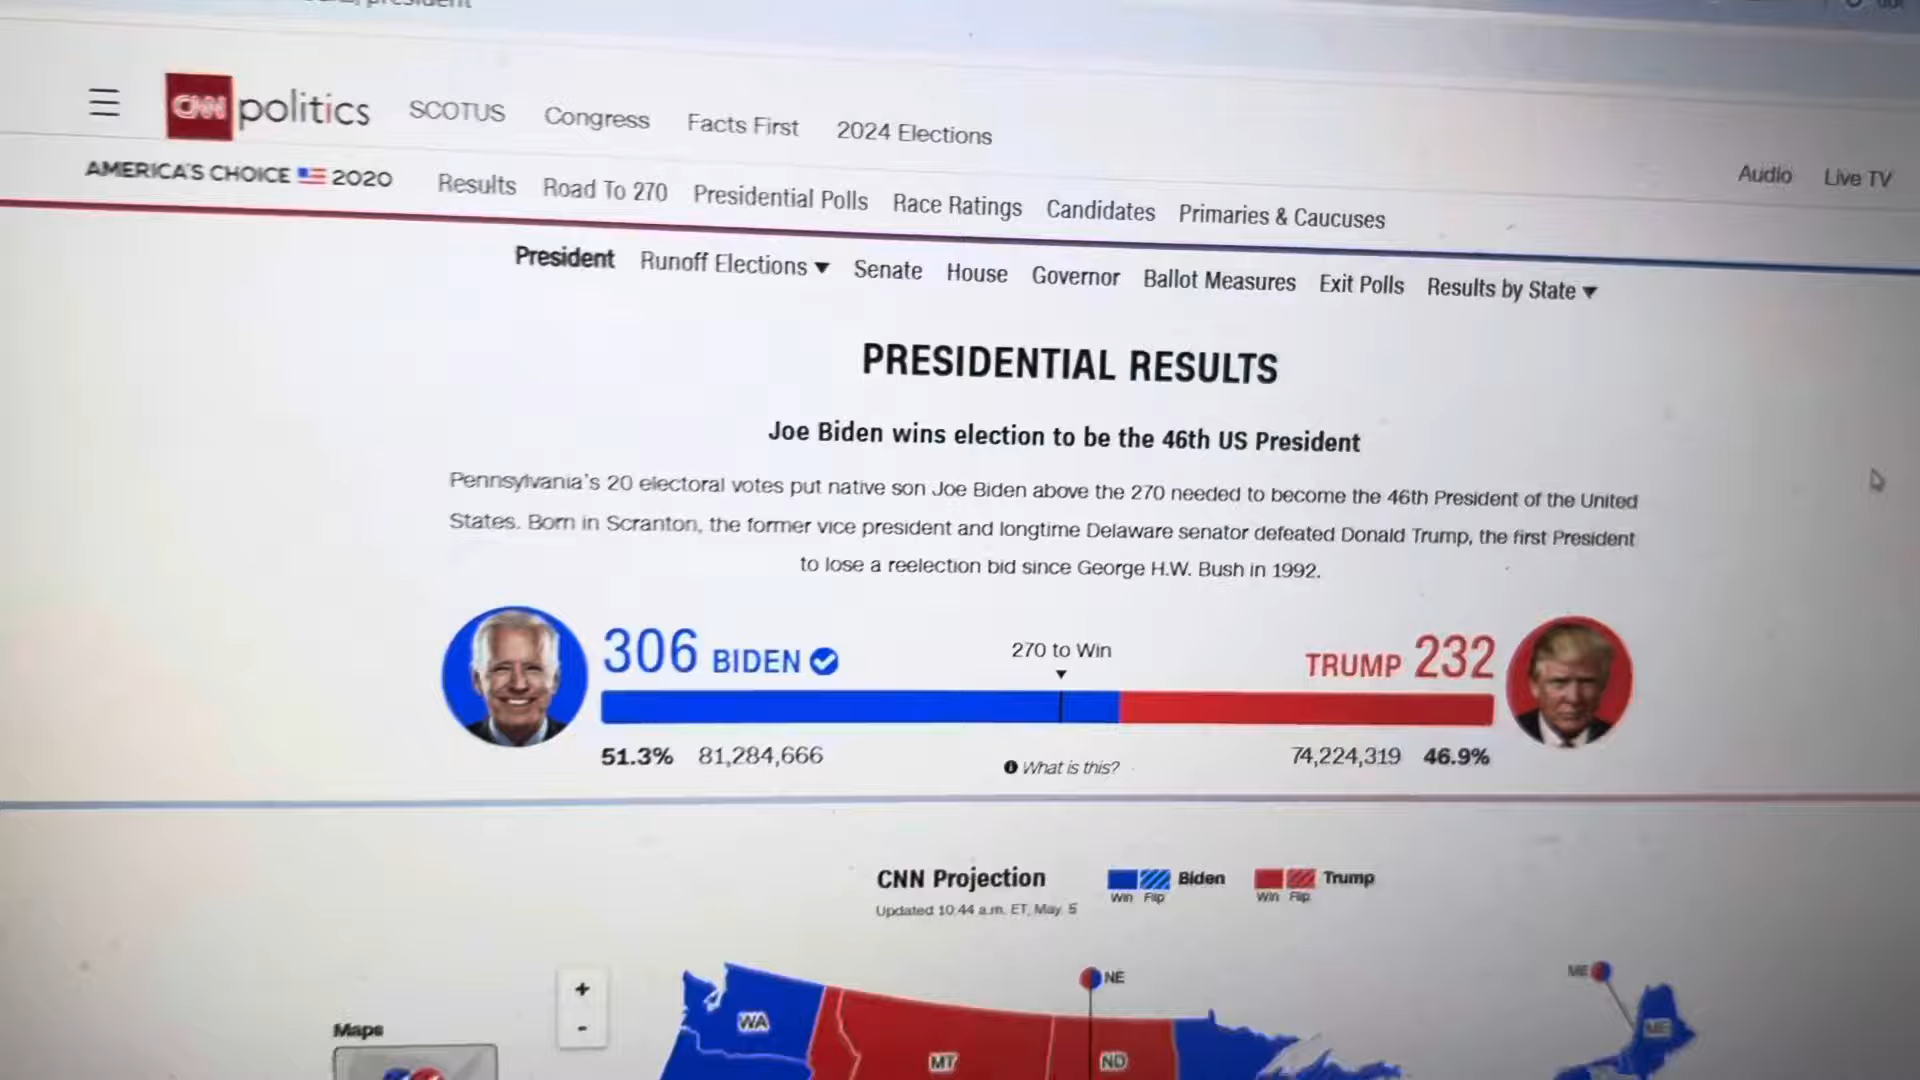 CNN politics SCOTUS Congress Facts First 2024 Elections
Audio Live TV
AMERICA'S CHOICE 2020 Results Road To 270 Presidential Polls Race Ratings Candidates Primaries & Caucuses
President Runoff Elections ▼ Senate House Governor Ballot Measures Exit Polls Results by State ▼
PRESIDENTIAL RESULTS
Joe Biden wins election to be the 46th US President
Pennsylvania's 20 electoral votes put native son Joe Biden above the 270 needed to become the 46th President of the United
States. Born in Scranton, the former vice president and longtime Delaware senator defeated Donald Trump, the first President
to lose a reelection bid since George H.W. Bush in 1992.
306 BIDEN 270 to Win TRUMP 232
51.3% 81,284,666 What is this? 74,224,319 46.9%
CNN Projection Biden Trump
Win Flip Win Flip
Updated 10:44 a.m. ET, May. 5
NE ME
+
-
WA ME
Maps
MT ND